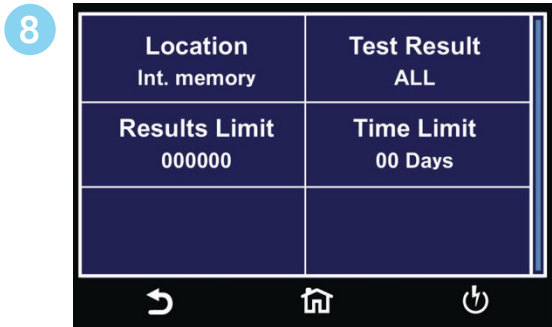 8
Location
Int. memory
Test Result
ALL
Results Limit
000000
Time Limit
00 Days